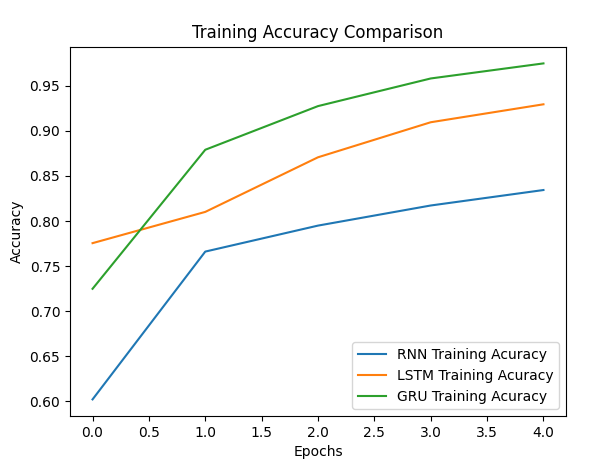 Training Accuracy Comparison
Accuracy
0.95
0.90
0.85
0.80
0.75
0.70
0.65
0.60
RNN Training Acuracy
LSTM Training Acuracy
GRU Training Acuracy
0.0 0.5 1.0 1.5 2.0 2.5 3.0 3.5 4.0
Epochs